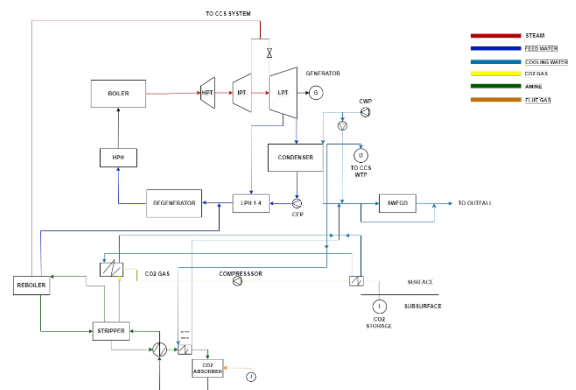 TO CCS SYSTEM
STEAM
FEED WATER
COOLING WATER
CO2 GAS
AMINE
FLUE GAS
GENERATOR
BOILER
HPT
IPT
LPT
G
CWP
CONDENSER
TO CCS
WTP
HPH
DEGENERATOR
LPH 1-4
CEP
SWFGD
TO OUTFALL
CO2 GAS
COMPRESSSOR
REBOILER
SURFACE
SUBSURFACE
I
CO2
STORAGE
STRIPPER
CO2
ABSORBER